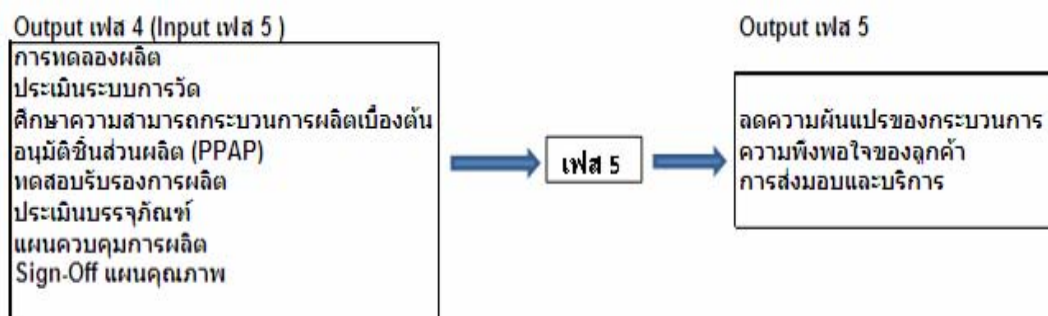 Output เฟส 4 (Input เฟส 5 )
การทดลองผลิต
ประเมินระบบการวัด
ศึกษาความสามารถกระบวนการผลิตเบื่องต้น
อนุมัติชิ้นส่วนผลิต (PPAP)
ทดสอบรับรองการผลิต
ประเมินบรรจุภัณฑ์
แผนควบคุมการผลิต
Sign-Off แผนคุณภาพ
เฟส 5
Output เฟส 5
ลดความผันแปรของกระบวนการ
ความพึงพอใจของลูกค้า
การส่งมอบและบริการ